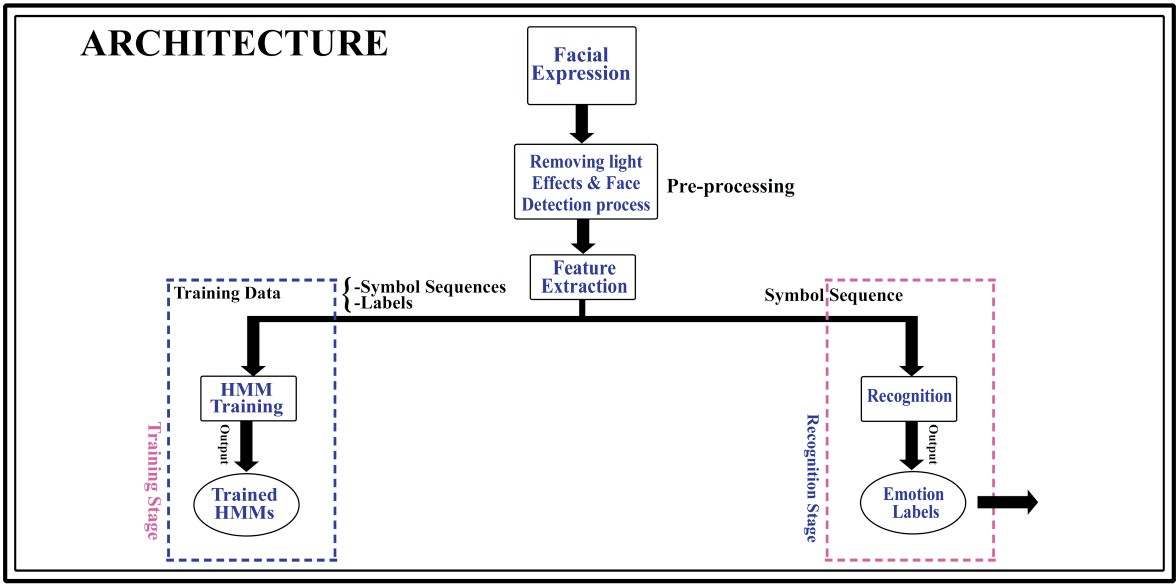 ARCHITECTURE
Facial
Expression
Removing light
Effects & Face
Detection process
Pre-processing
Feature
Extraction
Training Data
-Symbol Sequences
-Labels
Symbol Sequence
HMM
Training
Output
Trained
HMMs
Training Stage
Recognition
Output
Emotion
Labels
Recognition Stage